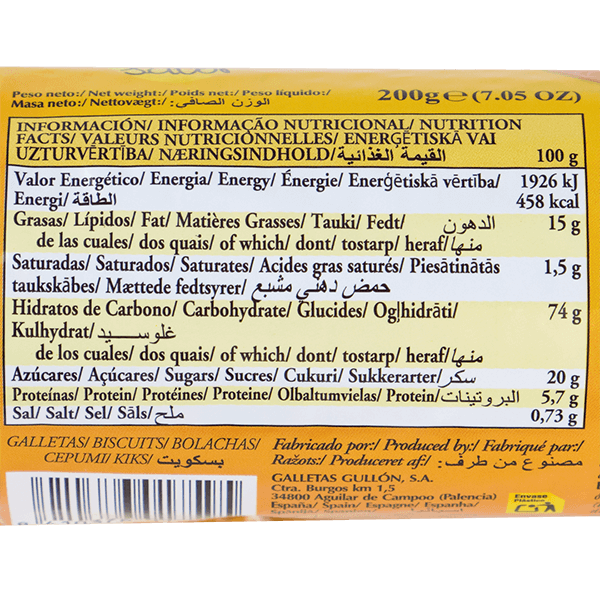 Peso neto:/ Net weight:/ Poids net:/ Peso líquido:/
Masa neto:/ Nettovægt:/ الوزن الصافي:
200g e (7.05 OZ)
INFORMACIÓN/ INFORMAÇÃO NUTRICIONAL/ NUTRITION
FACTS/ VALEURS NUTRICIONNELLES/ ENERĢĒTISKĀ VAI
UZTURVĒRTĪBA/ NÆRINGSINDHOLD/ القيمة الغذائية 100 g
Valor Energético/ Energia/ Energy/ Énergie/ Enerģētiskā vērtība/ 1926 kJ
Energi/ الطاقة 458 kcal
Grasas/ Lípidos/ Fat/ Matières Grasses/ Tauki/ Fedt/ الدهون 15 g
de las cuales/ dos quais/ of which/ dont/ tostarp/ heraf/ منها
Saturadas/ Saturados/ Saturates/ Acides gras saturés/ Piesātinātās 1,5 g
taukskābes/ Mættede fedtsyrer/ حمض دهني مشبع
Hidratos de Carbono/ Carbohydrate/ Glucides/ Ogļhidrāti/ 74 g
Kulhydrat/ غلوسيد
de los cuales/ dos quais/ of which/ dont/ tostarp/ heraf/ منها
Azúcares/ Açúcares/ Sugars/ Sucres/ Cukuri/ Sukkerarter/ سكر 20 g
Proteínas/ Protein/ Protéines/ Proteine/ Olbaltumvielas/ Protein/ البروتينات 5,7 g
Sal/ Salt/ Sel/ Sāls/ ملح 0,73 g
GALLETAS/ BISCUITS/ BOLACHAS/
CEPUMI/ KIKS/ بسكويت
Fabricado por:/ Produced by:/ Fabriqué par:/
Ražots:/ Produceret af:/ مصنوع من طرف:
GALLETAS GULLÓN, S.A.
Ctra. Burgos km 1,5
34800 Aguilar de Campoo (Palencia)
España/ Spain/ Espagne/ Espanha/
Envase
Plástico